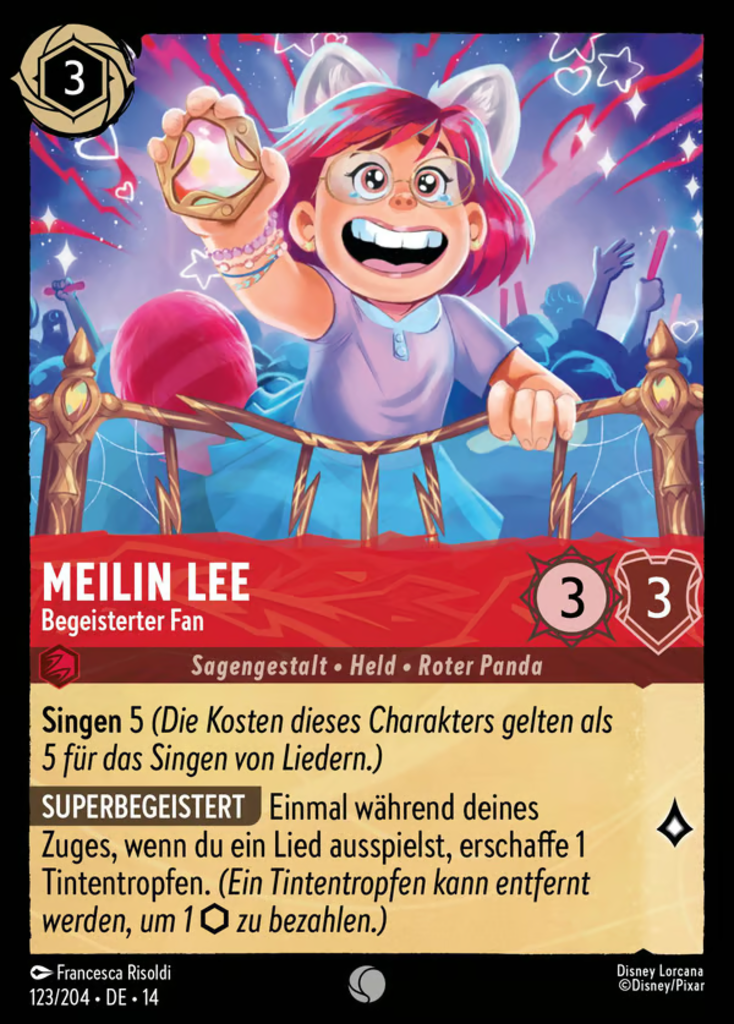 3
MEILIN LEE
Begeisterter Fan
3
3
Sagengestalt • Held • Roter Panda
Singen 5 (Die Kosten dieses Charakters gelten als
5 für das Singen von Liedern.)
SUPERBEGEISTERT Einmal während deines
Zuges, wenn du ein Lied ausspielst, erschaffe 1
Tintentropfen. (Ein Tintentropfen kann entfernt
werden, um 1 ⬡ zu bezahlen.)
Francesca Risoldi
123/204 • DE • 14
Disney Lorcana
©Disney/Pixar